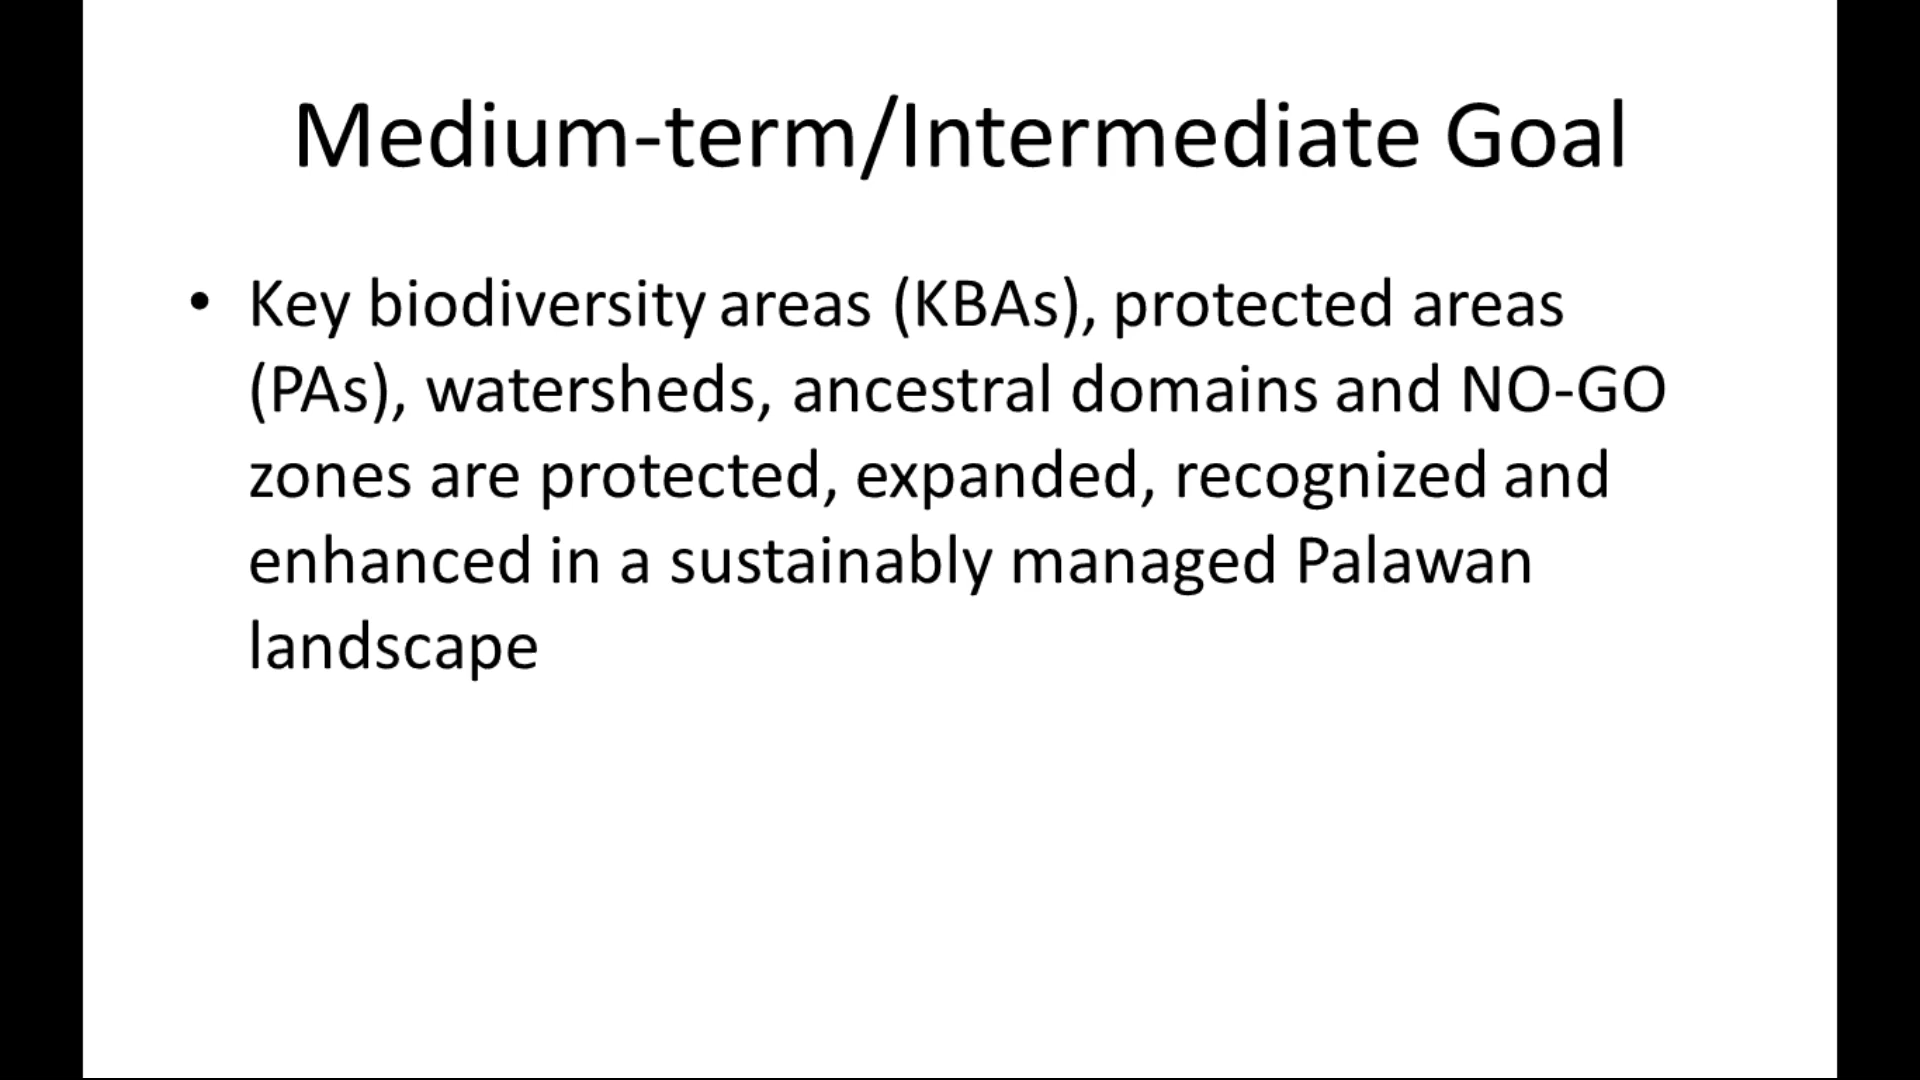 Medium-term/Intermediate Goal
• Key biodiversity areas (KBAs), protected areas
(PAs), watersheds, ancestral domains and NO-GO
zones are protected, expanded, recognized and
enhanced in a sustainably managed Palawan
landscape